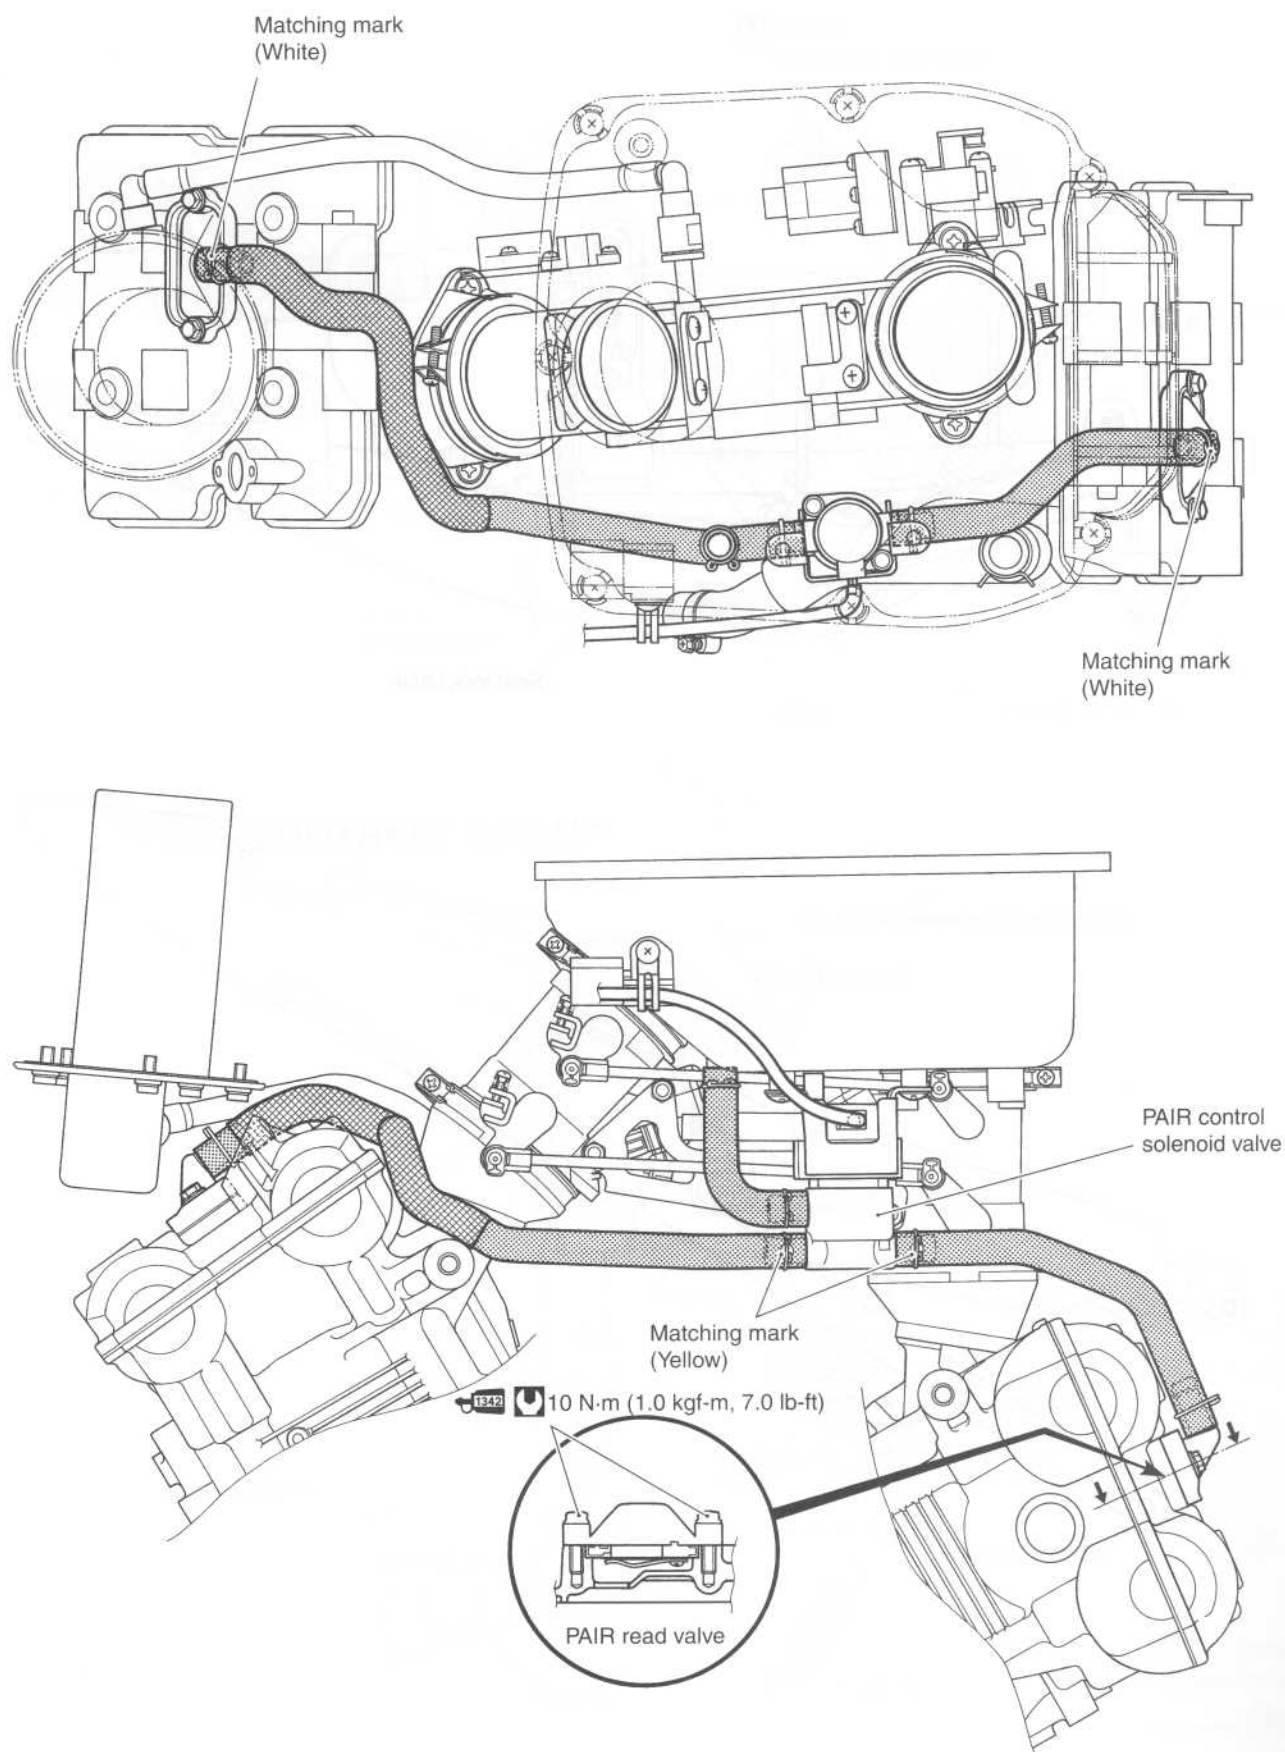 Matching mark
(White)
Matching mark
(White)
PAIR control
solenoid valve
Matching mark
(Yellow)
1342 10 N·m (1.0 kgf-m, 7.0 lb-ft)
PAIR read valve